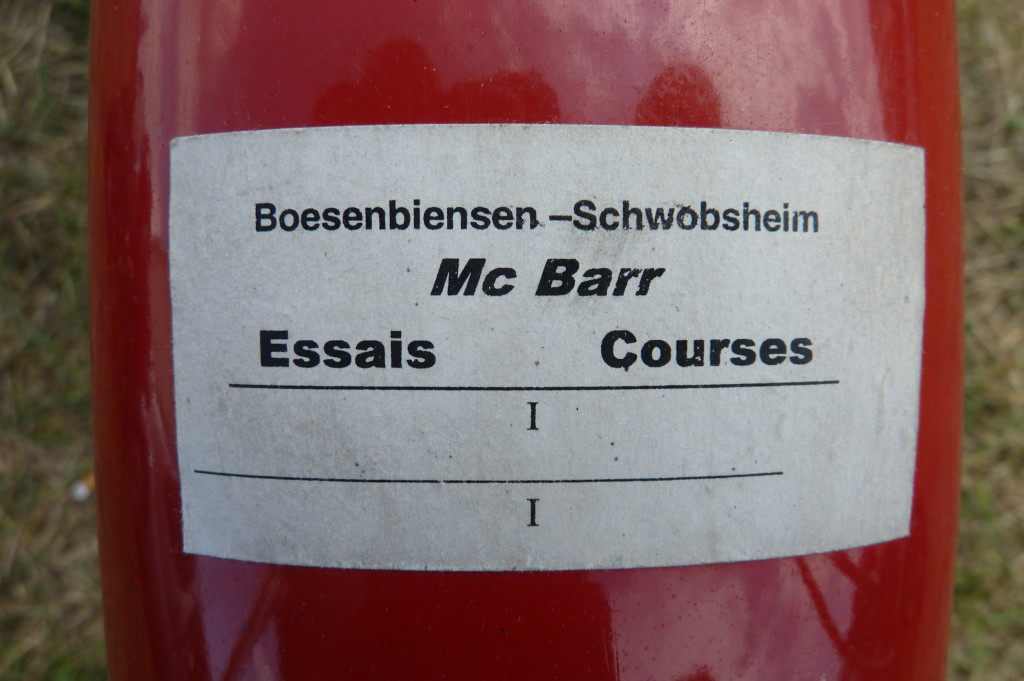 Boesenbiensen –Schwobsheim
Mc Barr
Essais Courses
I
I